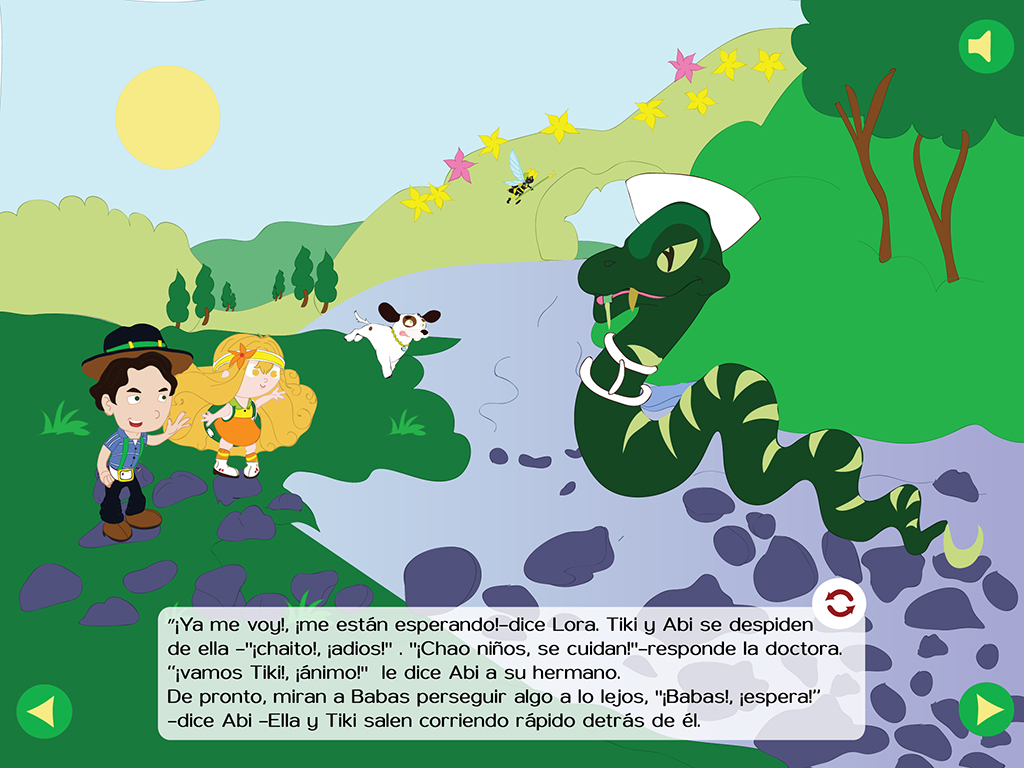 "¡Ya me voy!, ¡me están esperando!-dice Lora. Tiki y Abi se despiden
de ella -"¡chaito!, ¡adios!" . "¡Chao niños, se cuidan!"-responde la doctora.
"¡vamos Tiki!, ¡ánimo!"  le dice Abi a su hermano.
De pronto, miran a Babas perseguir algo a lo lejos, "¡Babas!, ¡espera!"
-dice Abi -Ella y Tiki salen corriendo rápido detrás de él.